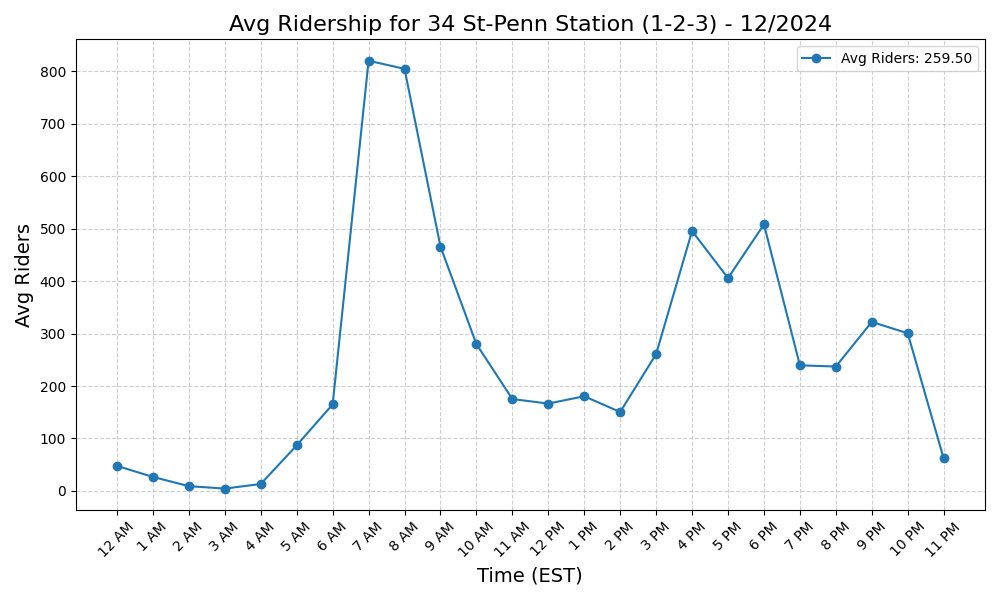 Avg Ridership for 34 St-Penn Station (1-2-3) - 12/2024
Avg Riders: 259.50
Avg Riders
800
700
600
500
400
300
200
100
0
12 AM
1 AM
2 AM
3 AM
4 AM
5 AM
6 AM
7 AM
8 AM
9 AM
10 AM
11 AM
12 PM
1 PM
2 PM
3 PM
4 PM
5 PM
6 PM
7 PM
8 PM
9 PM
10 PM
11 PM
Time (EST)